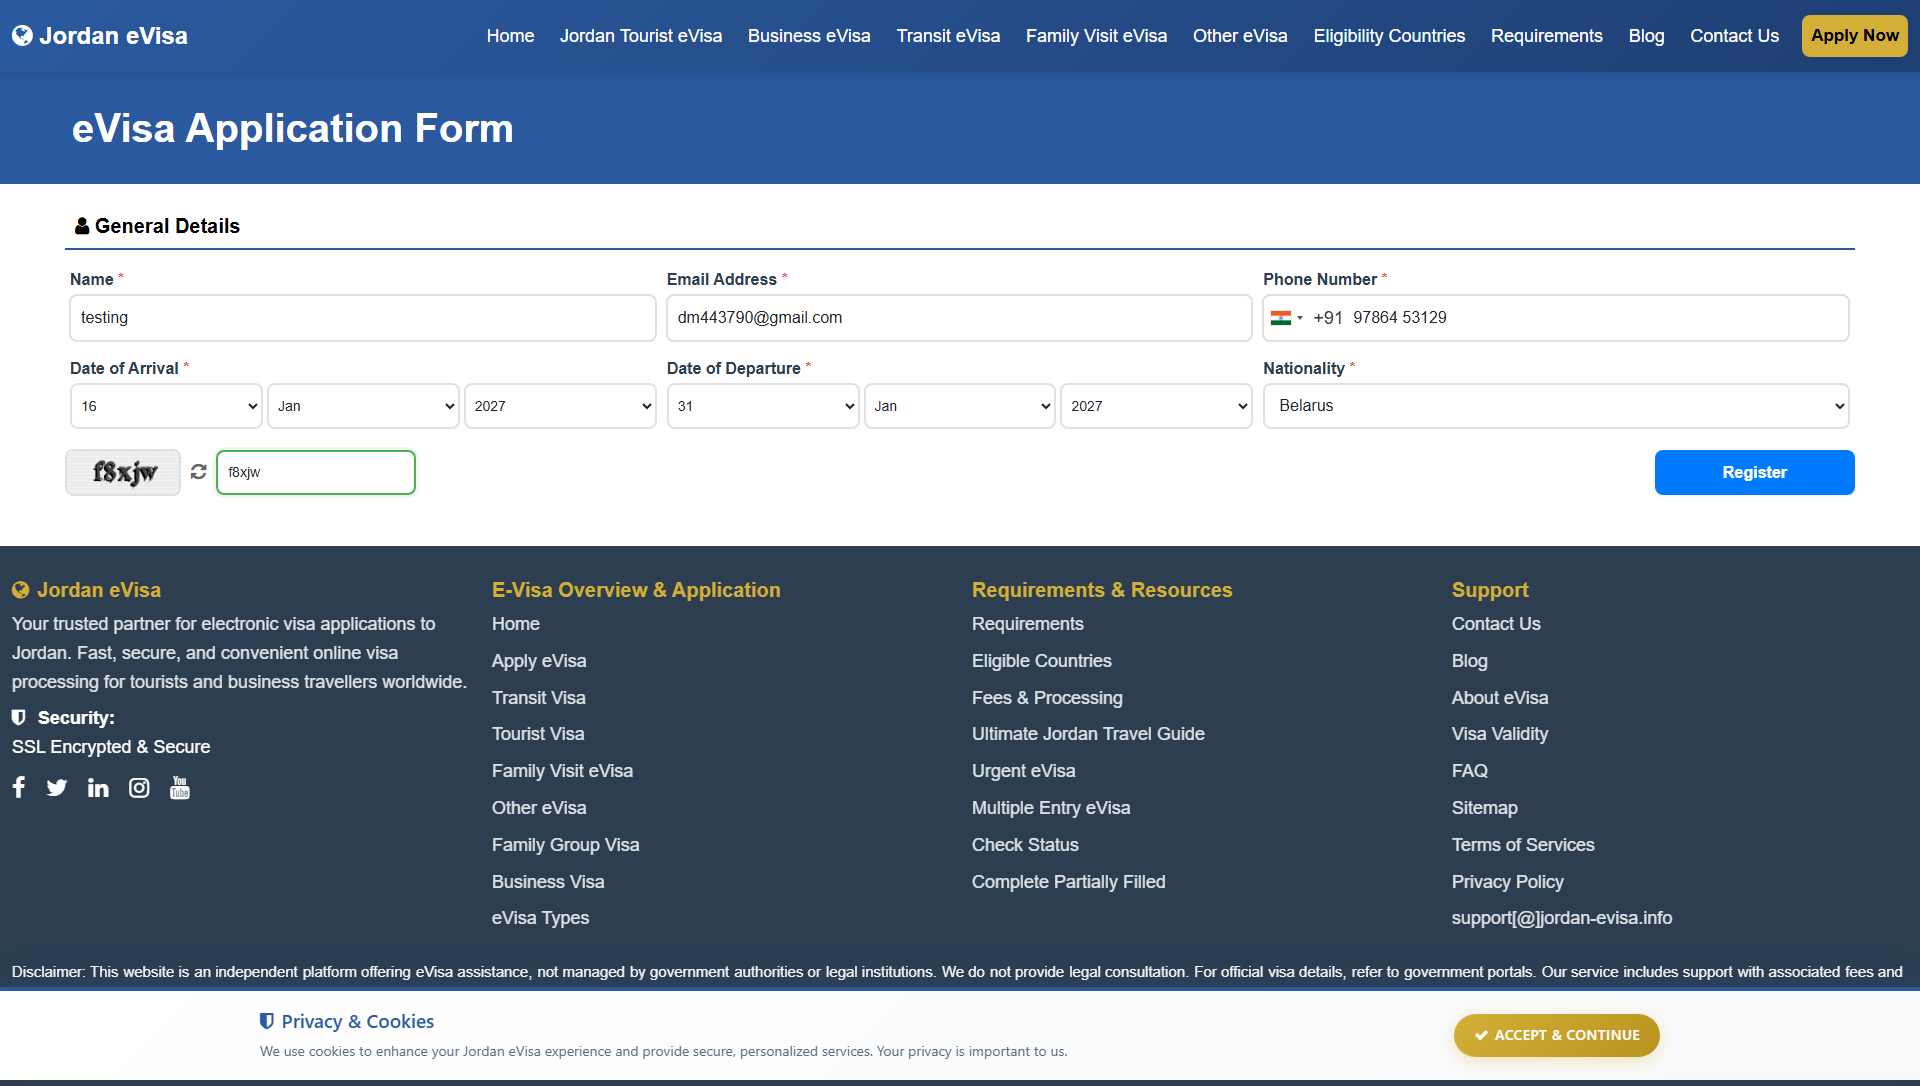 Jordan eVisa
Home Jordan Tourist eVisa Business eVisa Transit eVisa Family Visit eVisa Other eVisa Eligibility Countries Requirements Blog Contact Us Apply Now
eVisa Application Form
General Details
Name * Email Address * Phone Number *
testing dm443790@gmail.com +91 97864 53129
Date of Arrival * Date of Departure * Nationality *
16 Jan 2027 31 Jan 2027 Belarus
f8xjw f8xjw Register
Jordan eVisa
Your trusted partner for electronic visa applications to
Jordan. Fast, secure, and convenient online visa
processing for tourists and business travellers worldwide.
Security:
SSL Encrypted & Secure
You
Tube
E-Visa Overview & Application
Home
Apply eVisa
Transit Visa
Tourist Visa
Family Visit eVisa
Other eVisa
Family Group Visa
Business Visa
eVisa Types
Requirements & Resources
Requirements
Eligible Countries
Fees & Processing
Ultimate Jordan Travel Guide
Urgent eVisa
Multiple Entry eVisa
Check Status
Complete Partially Filled
Support
Contact Us
Blog
About eVisa
Visa Validity
FAQ
Sitemap
Terms of Services
Privacy Policy
support[@]jordan-evisa.info
Disclaimer: This website is an independent platform offering eVisa assistance, not managed by government authorities or legal institutions. We do not provide legal consultation. For official visa details, refer to government portals. Our service includes support with associated fees and
Privacy & Cookies
We use cookies to enhance your Jordan eVisa experience and provide secure, personalized services. Your privacy is important to us.
ACCEPT & CONTINUE